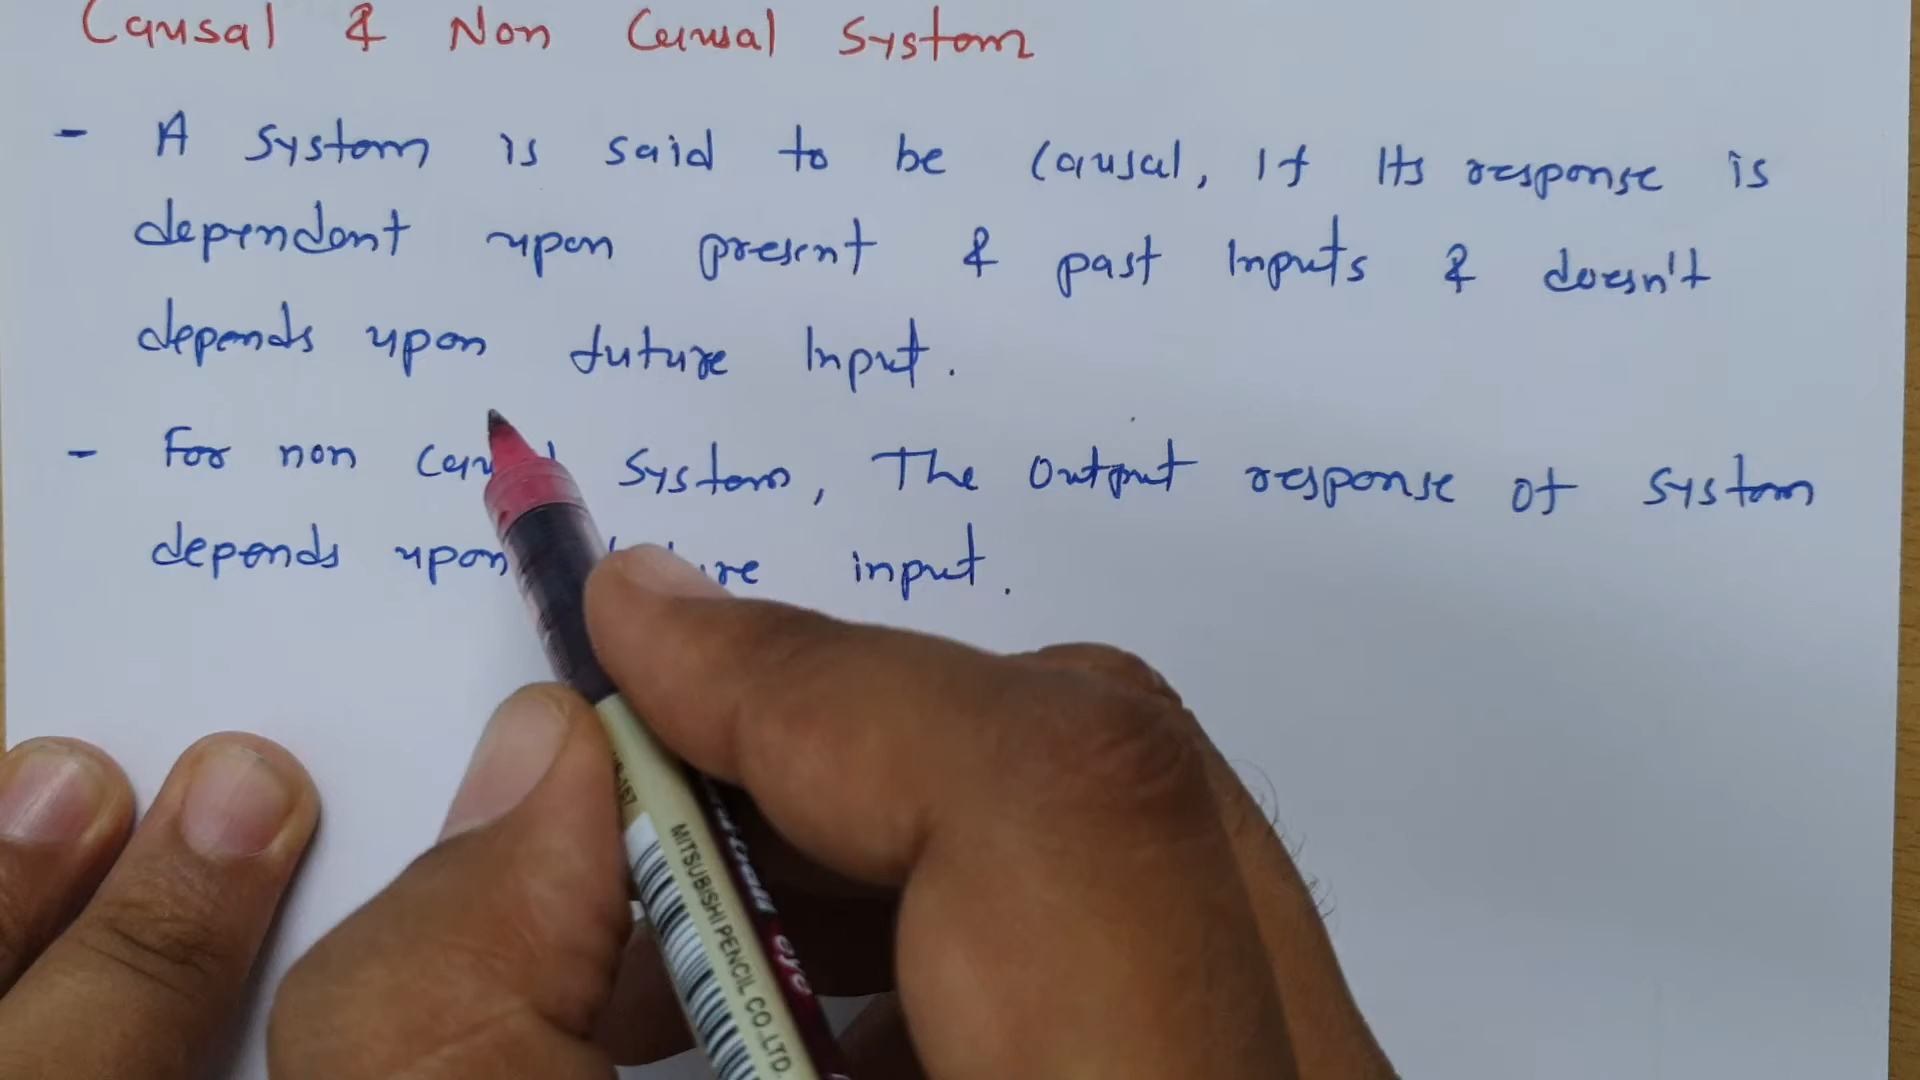 Causal & Non Causal System
- A System is said to be Causal, If Its response is
dependent upon present & past Inputs & doesn't
depends upon future Input.
- For non System, The Output response of System
depends upon input.
MITSUBISHI PENCIL CO.,LTD.
eye